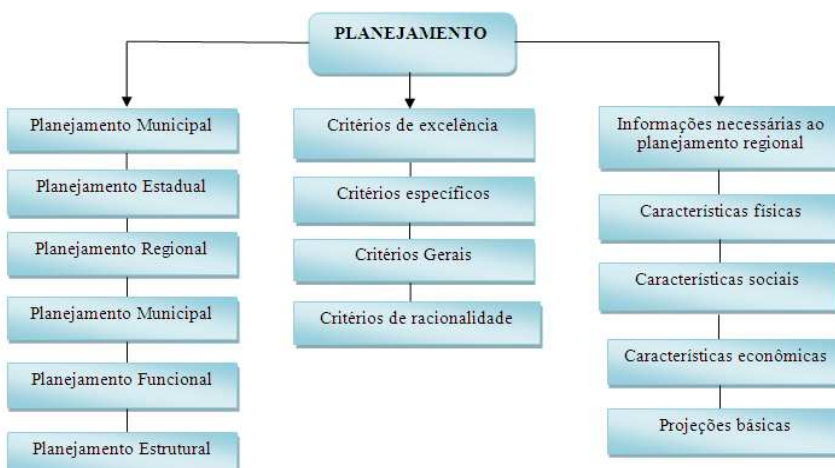 PLANEJAMENTO
Planejamento Municipal
Planejamento Estadual
Planejamento Regional
Planejamento Municipal
Planejamento Funcional
Planejamento Estrutural
Critérios de excelência
Critérios específicos
Critérios Gerais
Critérios de racionalidade
Informações necessárias ao
planejamento regional
Características físicas
Características sociais
Características econômicas
Projeções básicas